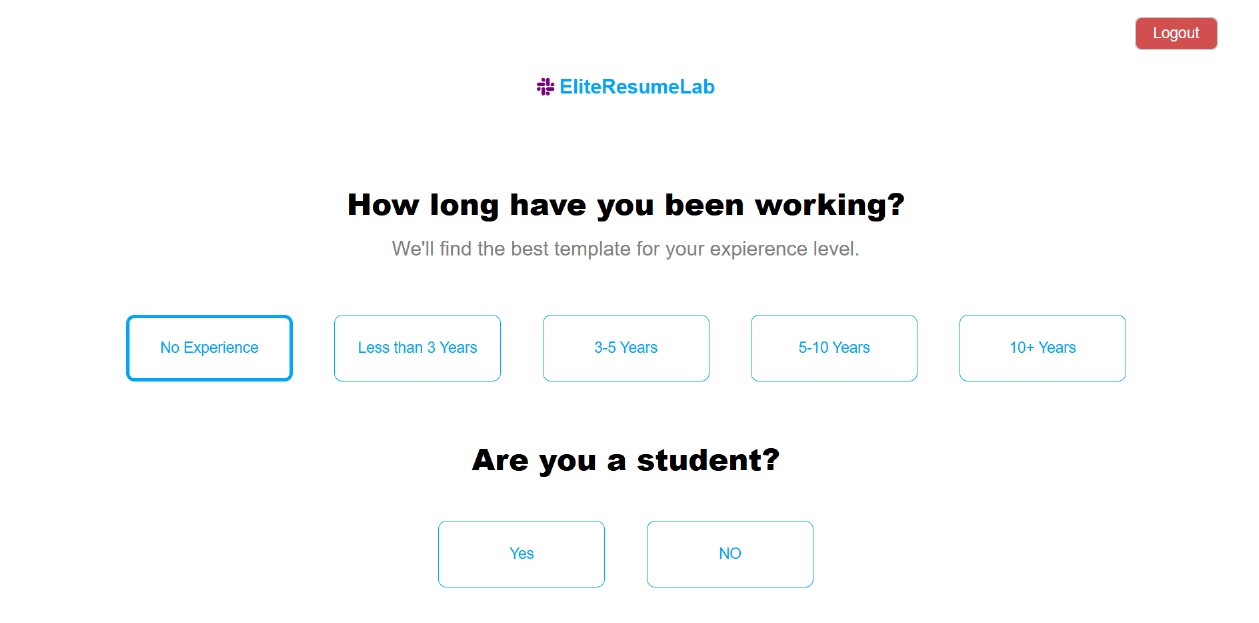 Logout
EliteResumeLab
How long have you been working?
We'll find the best template for your expierence level.
No Experience
Less than 3 Years
3-5 Years
5-10 Years
10+ Years
Are you a student?
Yes
NO